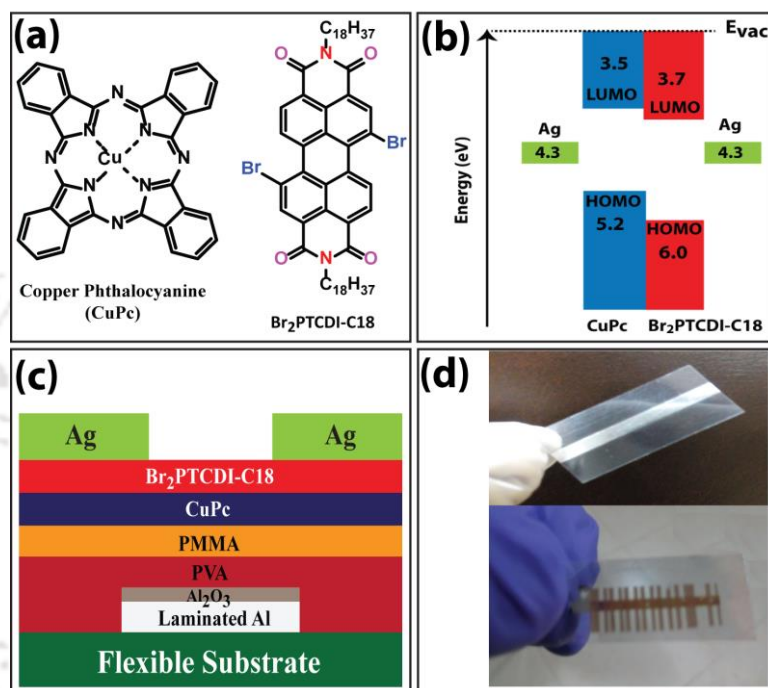 (a)
C18H37
O N O
Br
Br
O N O
C18H37
N N N
N Cu N
N N N
Copper Phthalocyanine
(CuPc)
Br₂PTCDI-C18
(b)
Evac
Energy (eV)
3.5
LUMO
3.7
LUMO
Ag
4.3
Ag
4.3
HOMO
5.2
HOMO
6.0
CuPc
Br₂PTCDI-C18
(c)
Ag
Ag
Br₂PTCDI-C18
CuPc
PMMA
PVA
Al₂O₃
Laminated Al
Flexible Substrate
(d)